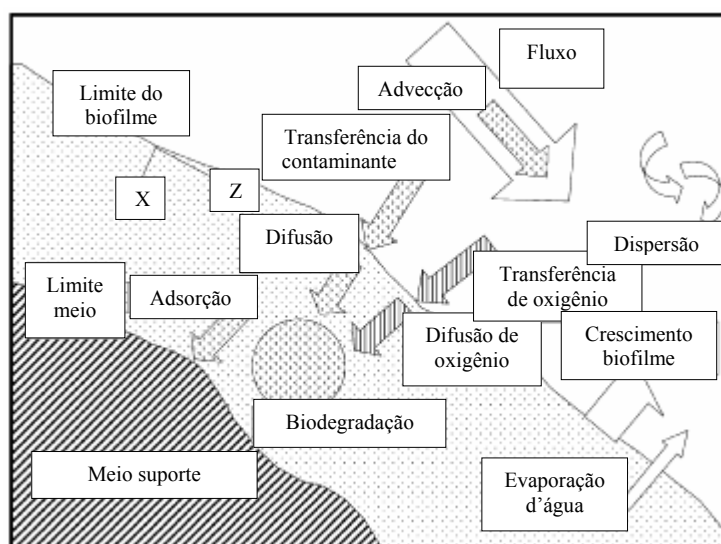 Fluxo
Advecção
Limite do
biofilme
Transferência do
contaminante
X
Z
Difusão
Dispersão
Limite
meio
Adsorção
Transferência
de oxigênio
Difusão de
oxigênio
Crescimento
biofilme
Biodegradação
Meio suporte
Evaporação
d’água